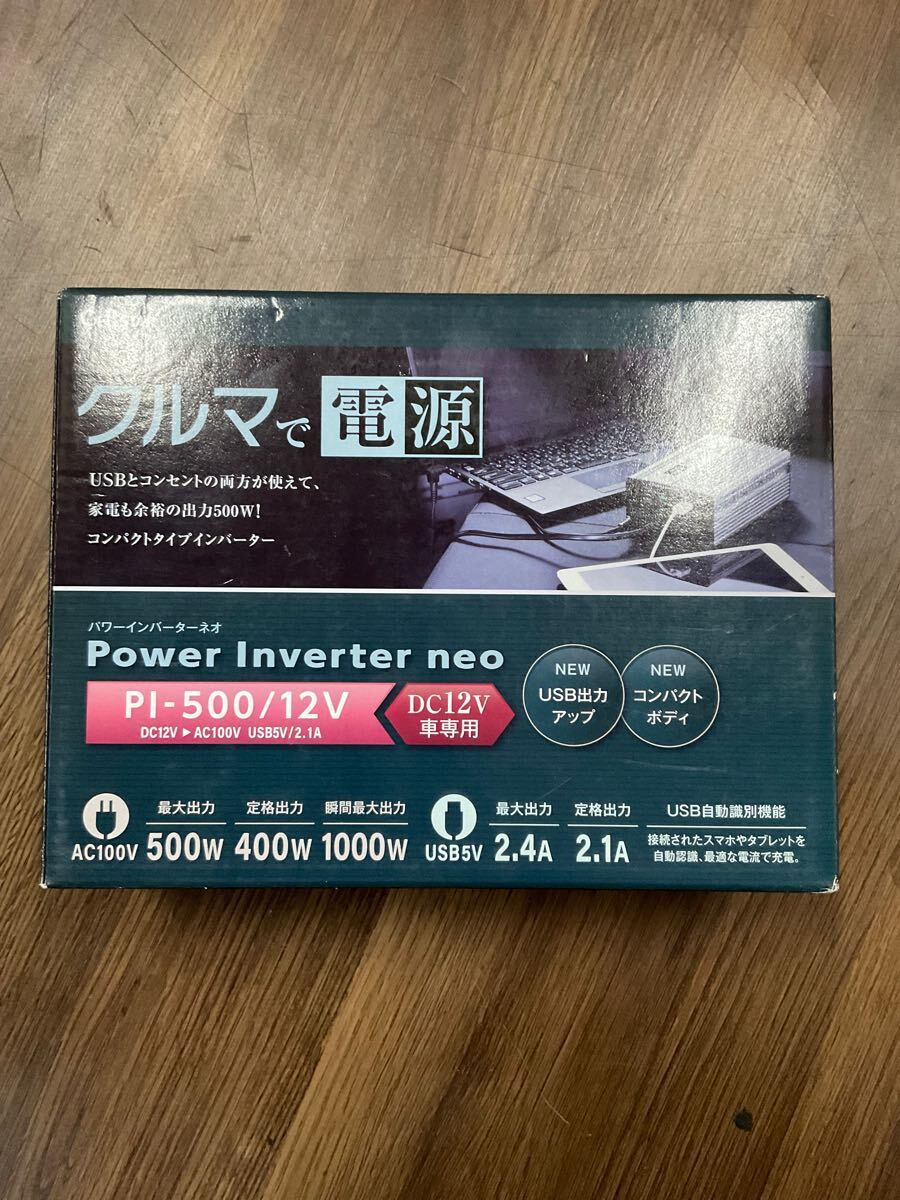 クルマで電源
USBとコンセントの両方が使えて、
家電も余裕の出力500W!
コンパクトタイプインバーター
パワーインバーターネオ
Power Inverter neo
PI-500/12V
DC12V ▶ AC100V USB5V/2.1A
DC12V
車専用
NEW
USB出力
アップ
NEW
コンパクト
ボディ
AC100V
最大出力
500W
定格出力
400W
瞬間最大出力
1000W
USB5V
最大出力
2.4A
定格出力
2.1A
USB自動識別機能
接続されたスマホやタブレットを
自動認識、最適な電流で充電。